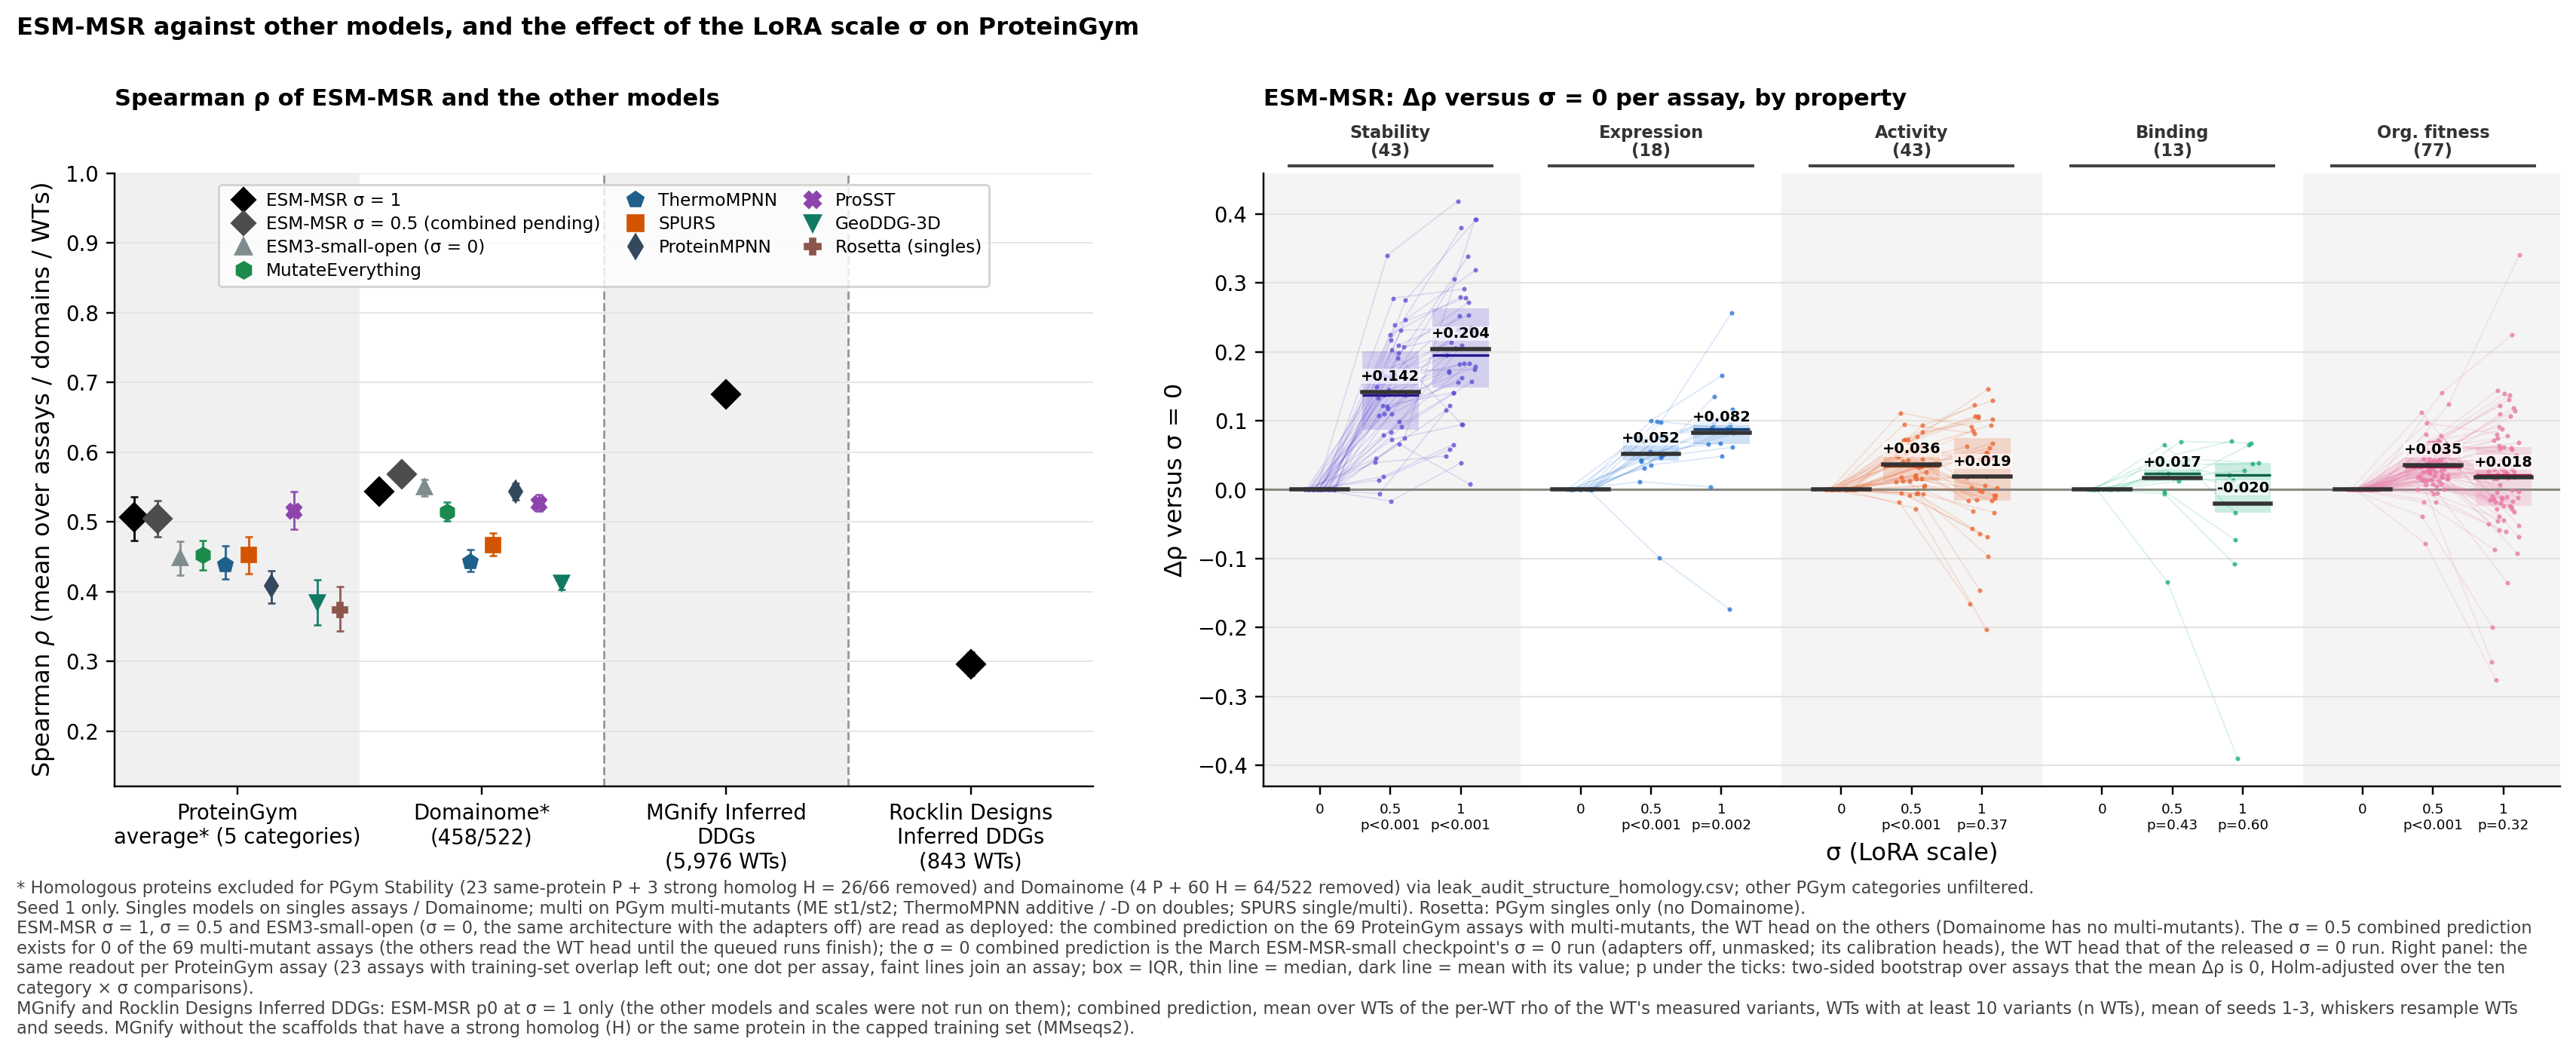 ESM-MSR against other models, and the effect of the LoRA scale σ on ProteinGym
Spearman ρ of ESM-MSR and the other models
Spearman ρ (mean over assays / domains / WTs)
1.0
0.9
0.8
0.7
0.6
0.5
0.4
0.3
0.2
ESM-MSR σ = 1
ESM-MSR σ = 0.5 (combined pending)
ESM3-small-open (σ = 0)
MutateEverything
ThermoMPNN
SPURS
ProteinMPNN
ProSST
GeoDDG-3D
Rosetta (singles)
ProteinGym
average* (5 categories)
Domainome*
(458/522)
MGnify Inferred
DDGs
(5,976 WTs)
Rocklin Designs
Inferred DDGs
(843 WTs)
ESM-MSR: Δρ versus σ = 0 per assay, by property
Stability
(43)
Expression
(18)
Activity
(43)
Binding
(13)
Org. fitness
(77)
Δρ versus σ = 0
0.4
0.3
0.2
0.1
0.0
−0.1
−0.2
−0.3
−0.4
+0.142
+0.204
+0.052
+0.082
+0.036
+0.019
+0.017
-0.020
+0.035
+0.018
0
0.5
p<0.001
1
p<0.001
0
0.5
p<0.001
1
p=0.002
0
0.5
p<0.001
1
p=0.37
0
0.5
p=0.43
1
p=0.60
0
0.5
p<0.001
1
p=0.32
σ (LoRA scale)
* Homologous proteins excluded for PGym Stability (23 same-protein P + 3 strong homolog H = 26/66 removed) and Domainome (4 P + 60 H = 64/522 removed) via leak_audit_structure_homology.csv; other PGym categories unfiltered.
Seed 1 only. Singles models on singles assays / Domainome; multi on PGym multi-mutants (ME st1/st2; ThermoMPNN additive / -D on doubles; SPURS single/multi). Rosetta: PGym singles only (no Domainome).
ESM-MSR σ = 1, σ = 0.5 and ESM3-small-open (σ = 0, the same architecture with the adapters off) are read as deployed: the combined prediction on the 69 ProteinGym assays with multi-mutants, the WT head on the others (Domainome has no multi-mutants). The σ = 0.5 combined prediction
exists for 0 of the 69 multi-mutant assays (the others read the WT head until the queued runs finish); the σ = 0 combined prediction is the March ESM-MSR-small checkpoint's σ = 0 run (adapters off, unmasked; its calibration heads), the WT head that of the released σ = 0 run. Right panel: the
same readout per ProteinGym assay (23 assays with training-set overlap left out; one dot per assay, faint lines join an assay; box = IQR, thin line = median, dark line = mean with its value; p under the ticks: two-sided bootstrap over assays that the mean Δρ is 0, Holm-adjusted over the ten
category × σ comparisons).
MGnify and Rocklin Designs Inferred DDGs: ESM-MSR p0 at σ = 1 only (the other models and scales were not run on them); combined prediction, mean over WTs of the per-WT rho of the WT's measured variants, WTs with at least 10 variants (n WTs), mean of seeds 1-3, whiskers resample WTs
and seeds. MGnify without the scaffolds that have a strong homolog (H) or the same protein in the capped training set (MMseqs2).